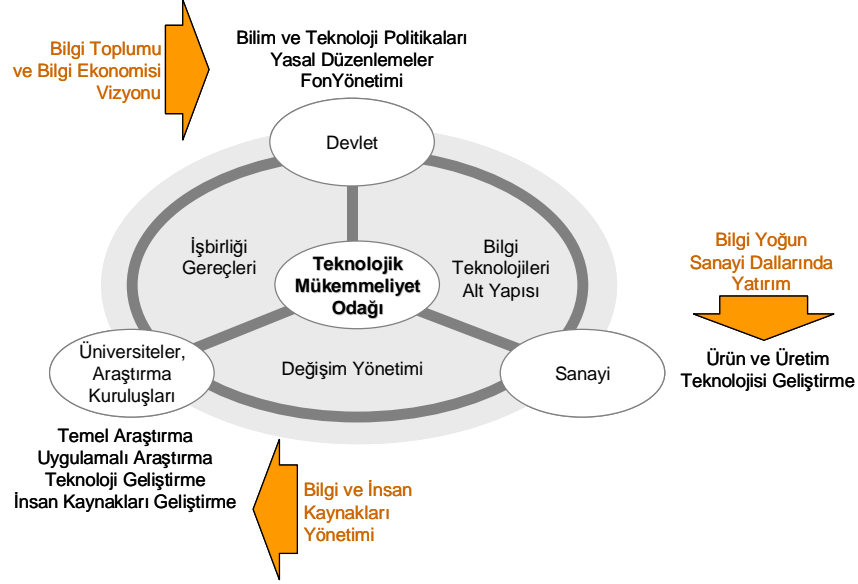 Bilgi Toplumu
ve Bilgi Ekonomisi
Vizyonu
Bilim ve Teknoloji Politikaları
Yasal Düzenlemeler
FonYönetimi
Devlet
İşbirliği
Gereçleri
Bilgi
Teknolojileri
Alt Yapısı
Teknolojik
Mükemmeliyet
Odağı
Bilgi Yoğun
Sanayi Dallarında
Yatırım
Üniversiteler,
Araştırma
Kuruluşları
Değişim Yönetimi
Sanayi
Ürün ve Üretim
Teknolojisi Geliştirme
Temel Araştırma
Uygulamalı Araştırma
Teknoloji Geliştirme
İnsan Kaynakları Geliştirme
Bilgi ve İnsan
Kaynakları
Yönetimi